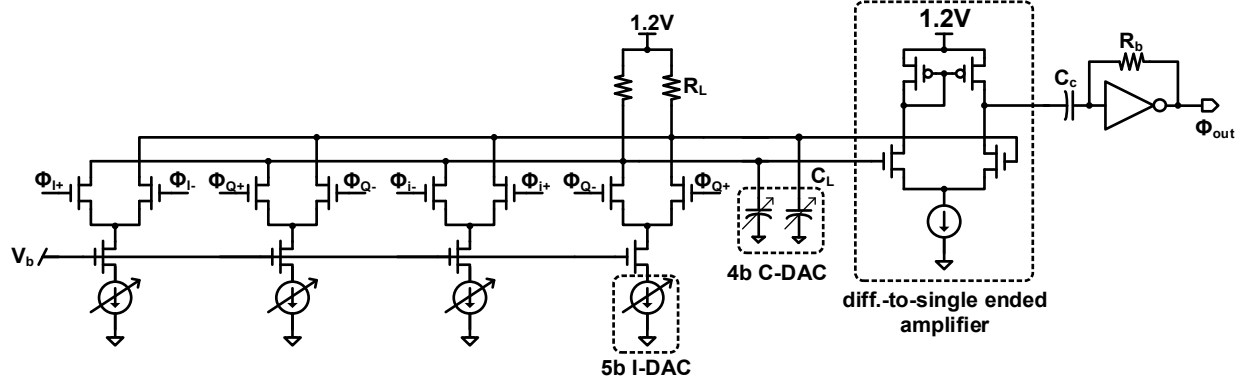 1.2V
1.2V
R_b
R_L
C_c
Φ_out
Φ_I+
Φ_I-
Φ_Q+
Φ_Q-
Φ_i-
Φ_i+
Φ_Q-
Φ_Q+
C_L
V_b
4b C-DAC
5b I-DAC
diff.-to-single ended
amplifier